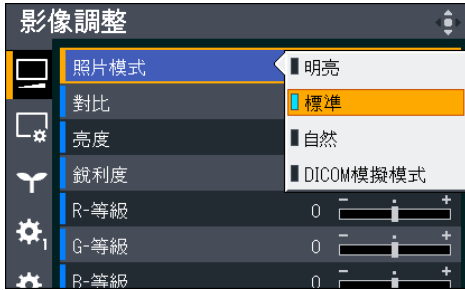 影像調整
照片模式
明亮
對比
標準
亮度
自然
銳利度
DICOM模擬模式
R-等級 0 - +
G-等級 0 - +
1
B-等級 0 - +